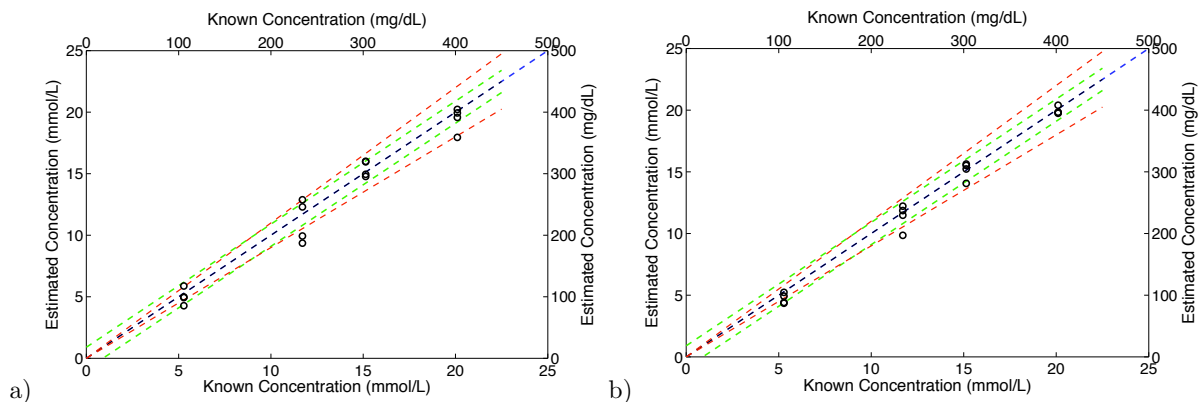 Known Concentration (mg/dL)
0 100 200 300 400 500
25
20
15
10
5
0
Estimated Concentration (mmol/L)
500
400
300
200
100
0
Estimated Concentration (mg/dL)
0 5 10 15 20 25
Known Concentration (mmol/L)
a)
Known Concentration (mg/dL)
0 100 200 300 400 500
25
20
15
10
5
0
Estimated Concentration (mmol/L)
500
400
300
200
100
0
Estimated Concentration (mg/dL)
0 5 10 15 20 25
Known Concentration (mmol/L)
b)